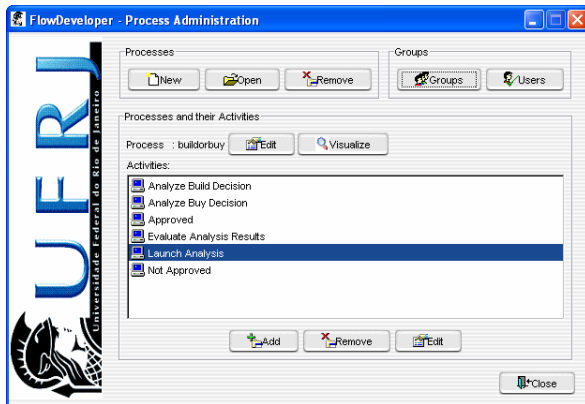 FlowDeveloper - Process Administration
Processes
New Open Remove
Groups
Groups Users
Processes and their Activities
Process : buildorbuy Edit Visualize
Activities:
Analyze Build Decision
Analyze Buy Decision
Approved
Evaluate Analysis Results
Launch Analysis
Not Approved
Add Remove Edit
Close
UFRJ
Universidade Federal do Rio de Janeiro